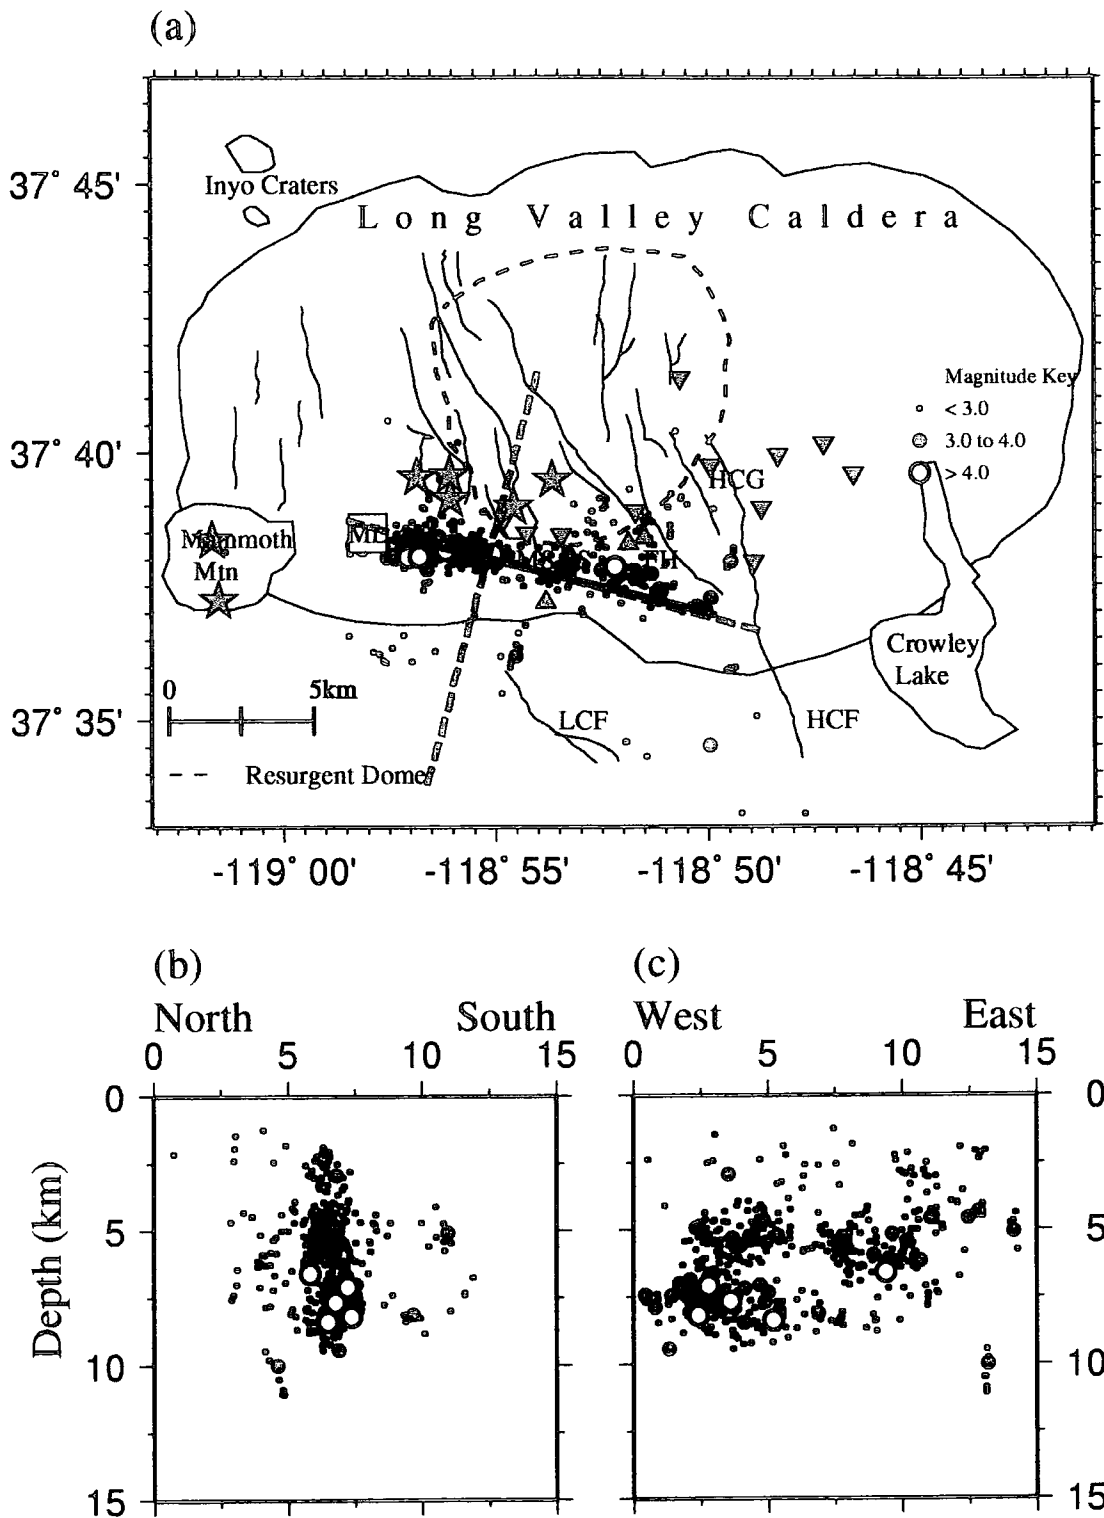 (a)
37° 45'
Inyo Craters
Long Valley Caldera
Magnitude Key
< 3.0
37° 40'
3.0 to 4.0
HCG
> 4.0
ML
Mammoth
TH
Mtn
Crowley
Lake
0 5km
37° 35'
LCF
HCF
Resurgent Dome
-119° 00' -118° 55' -118° 50' -118° 45'
(b) (c)
North South West East
0 5 10 15 0 5 10 15
0 0
5 5
Depth (km)
10 10
15 15